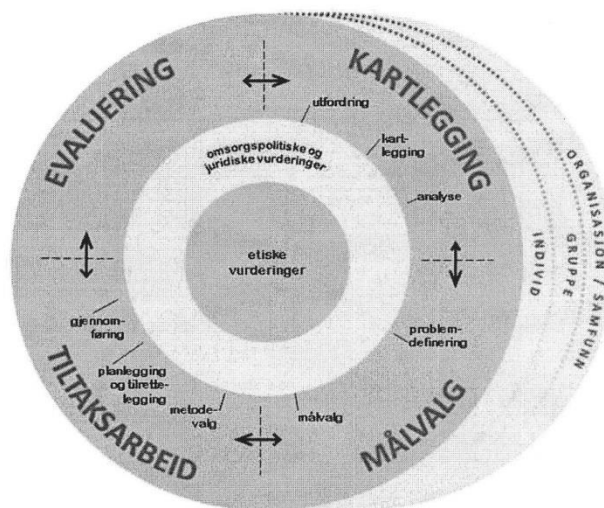 EVALUERING
KARTLEGGING
utfordring
kart-
legging
analyse
omsorgspolitiske og
juridiske vurderinger
etiske
vurderinger
INDIVID
GRUPPE
ORGANISASJON / SAMFUNN
problem-
definering
MÅLVALG
målvalg
metode-
valg
planlegging
og tilrette-
legging
gjennom-
føring
TILTAKSARBEID